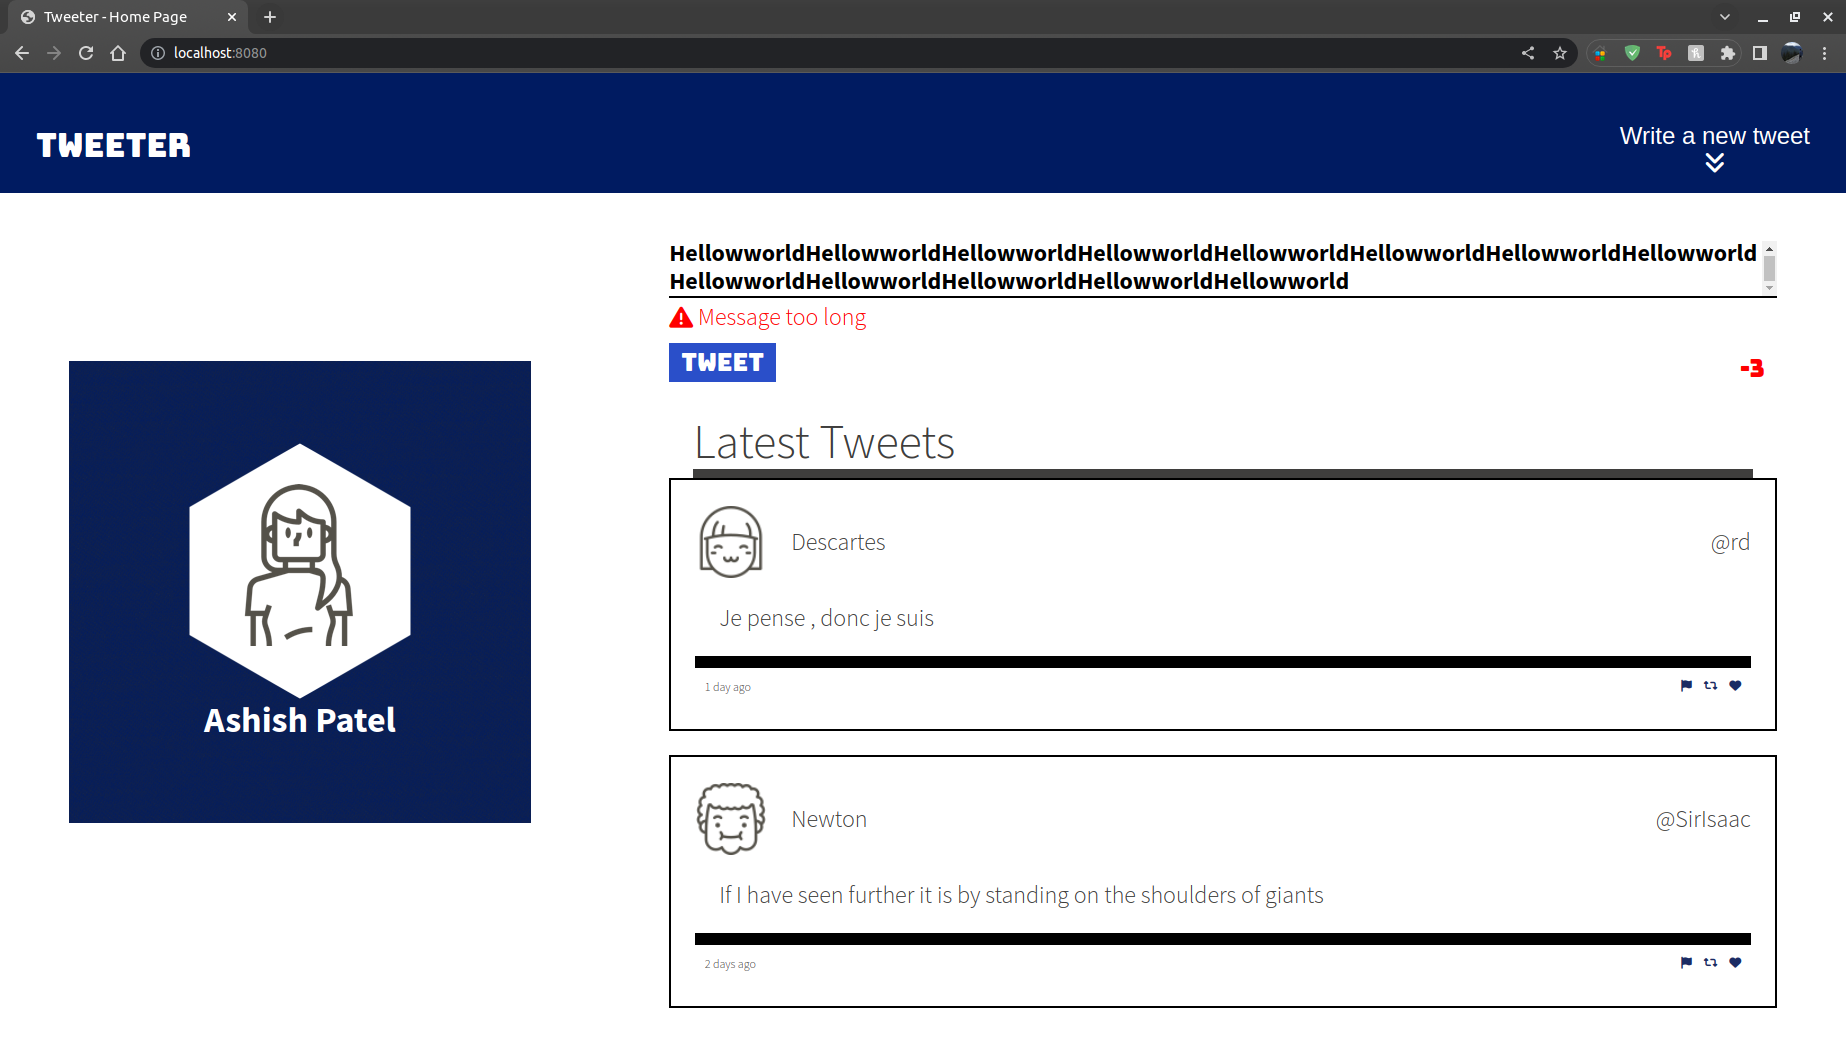 Tweeter - Home Page
localhost:8080
Tp
TWEETER
Write a new tweet
HellowworldHellowworldHellowworldHellowworldHellowworldHellowworldHellowworldHellowworld
HellowworldHellowworldHellowworldHellowworldHellowworld
Message too long
TWEET
-3
Ashish Patel
Latest Tweets
Descartes @rd
Je pense , donc je suis
1 day ago
Newton @SirIsaac
If I have seen further it is by standing on the shoulders of giants
2 days ago